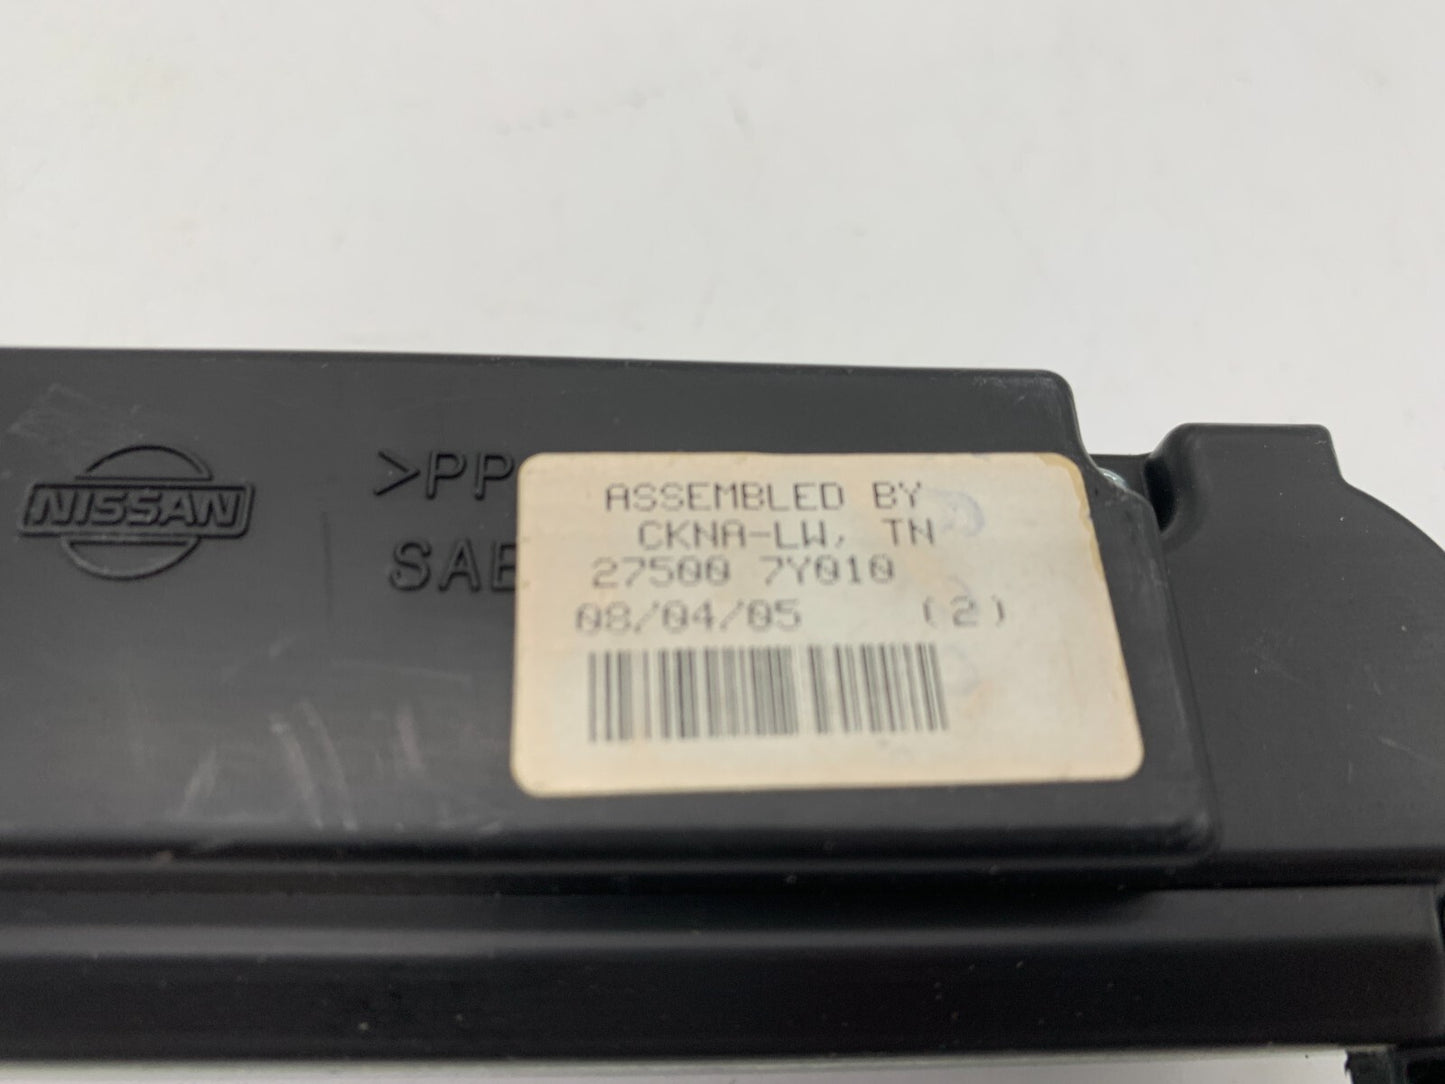 NISSAN
>PP
SAE
ASSEMBLED BY
CKNA-LW, TN
27500 7Y010
08/04/05 (2)